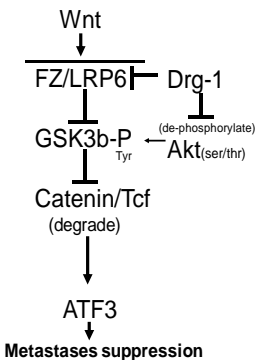 Wnt
FZ/LRP6 Drg-1
(de-phosphorylate)
GSK3b-P Akt(ser/thr)
Tyr
Catenin/Tcf
(degrade)
ATF3
Metastases suppression